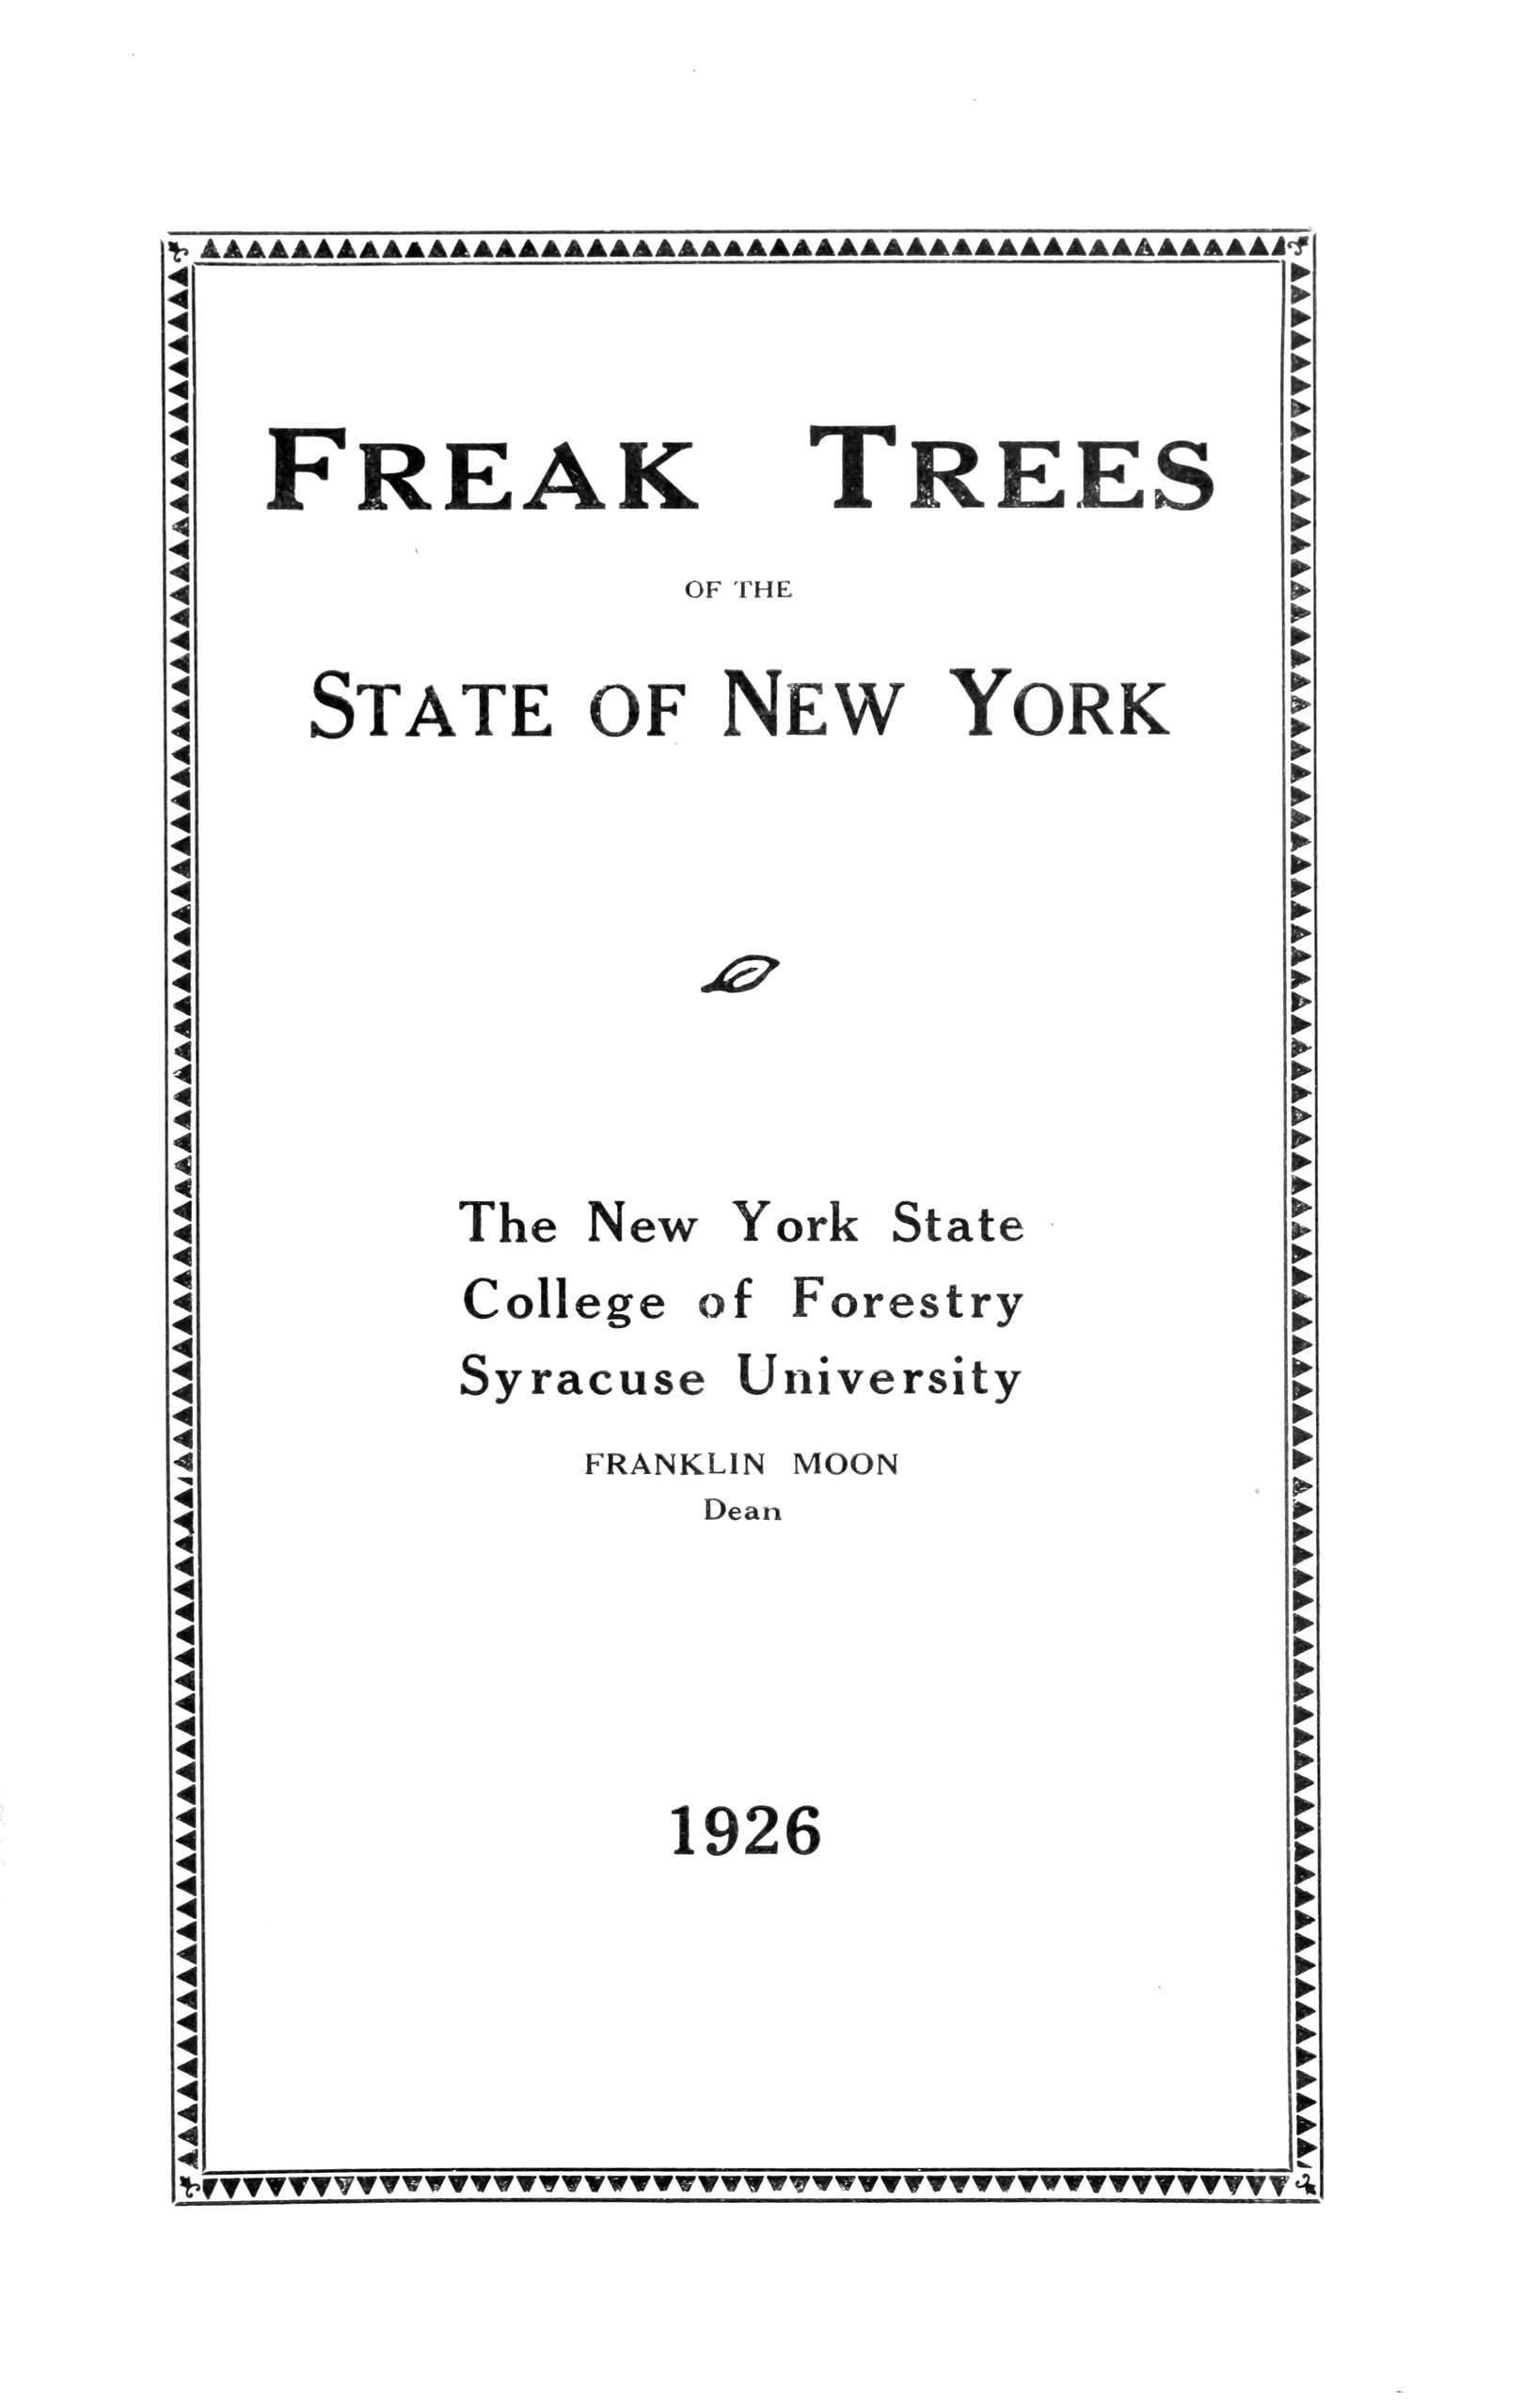 FREAK TREES
OF THE
STATE OF NEW YORK
The New York State
College of Forestry
Syracuse University
FRANKLIN MOON
Dean
1926